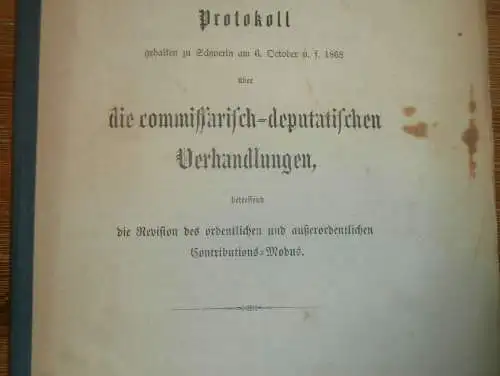 Protokoll
gehalten zu Schwerin am 6. October u. f. 1868
über
die commissarisch-deputatischen
Verhandlungen,
betreffend
die Revision des ordentlichen und außerordentlichen
Contributions-Modus.